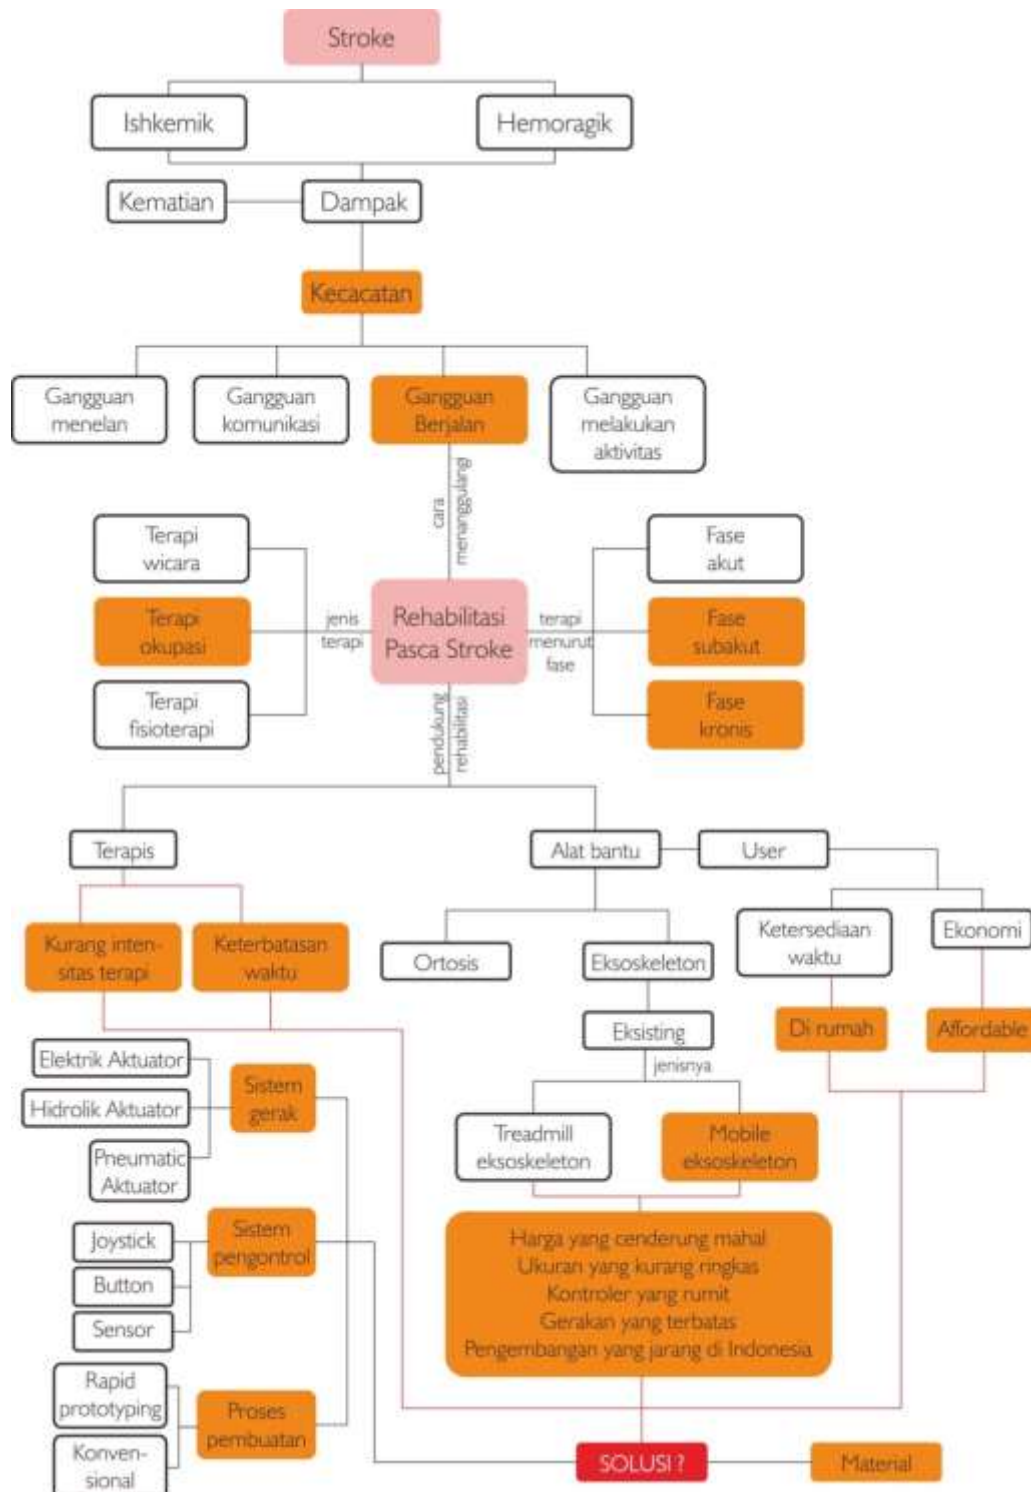 Stroke
Ishkemik
Hemoragik
Kematian
Dampak
Kecacatan
Gangguan
menelan
Gangguan
komunikasi
Gangguan
Berjalan
Gangguan
melakukan
aktivitas
cara
menanggulang
Terapi
wicara
Terapi
okupasi
Terapi
fisioterapi
jenis
terapi
Rehabilitasi
Pasca Stroke
terapi
menurut
fase
Fase
akut
Fase
subakut
Fase
kronis
pendukung
rehabilitasi
Terapis
Alat bantu
User
Kurang inten-
sitas terapi
Keterbatasan
waktu
Ortosis
Eksoskeleton
Ketersediaan
waktu
Ekonomi
Eksisting
Di rumah
Affordable
jenisnya
Elektrik Aktuator
Hidrolik Aktuator
Pneumatic
Aktuator
Sistem
gerak
Treadmill
eksoskeleton
Mobile
eksoskeleton
Joystick
Button
Sensor
Sistem
pengontrol
Harga yang cenderung mahal
Ukuran yang kurang ringkas
Kontroler yang rumit
Gerakan yang terbatas
Pengembangan yang jarang di Indonesia
Rapid
prototyping
Konven-
sional
Proses
pembuatan
SOLUSI ?
Material